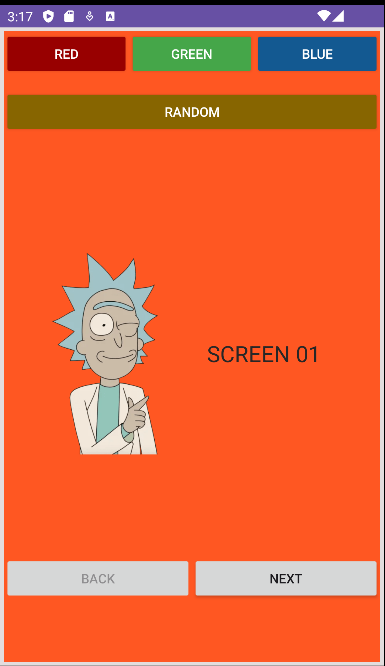 3:17
RED GREEN BLUE
RANDOM
SCREEN 01
BACK NEXT